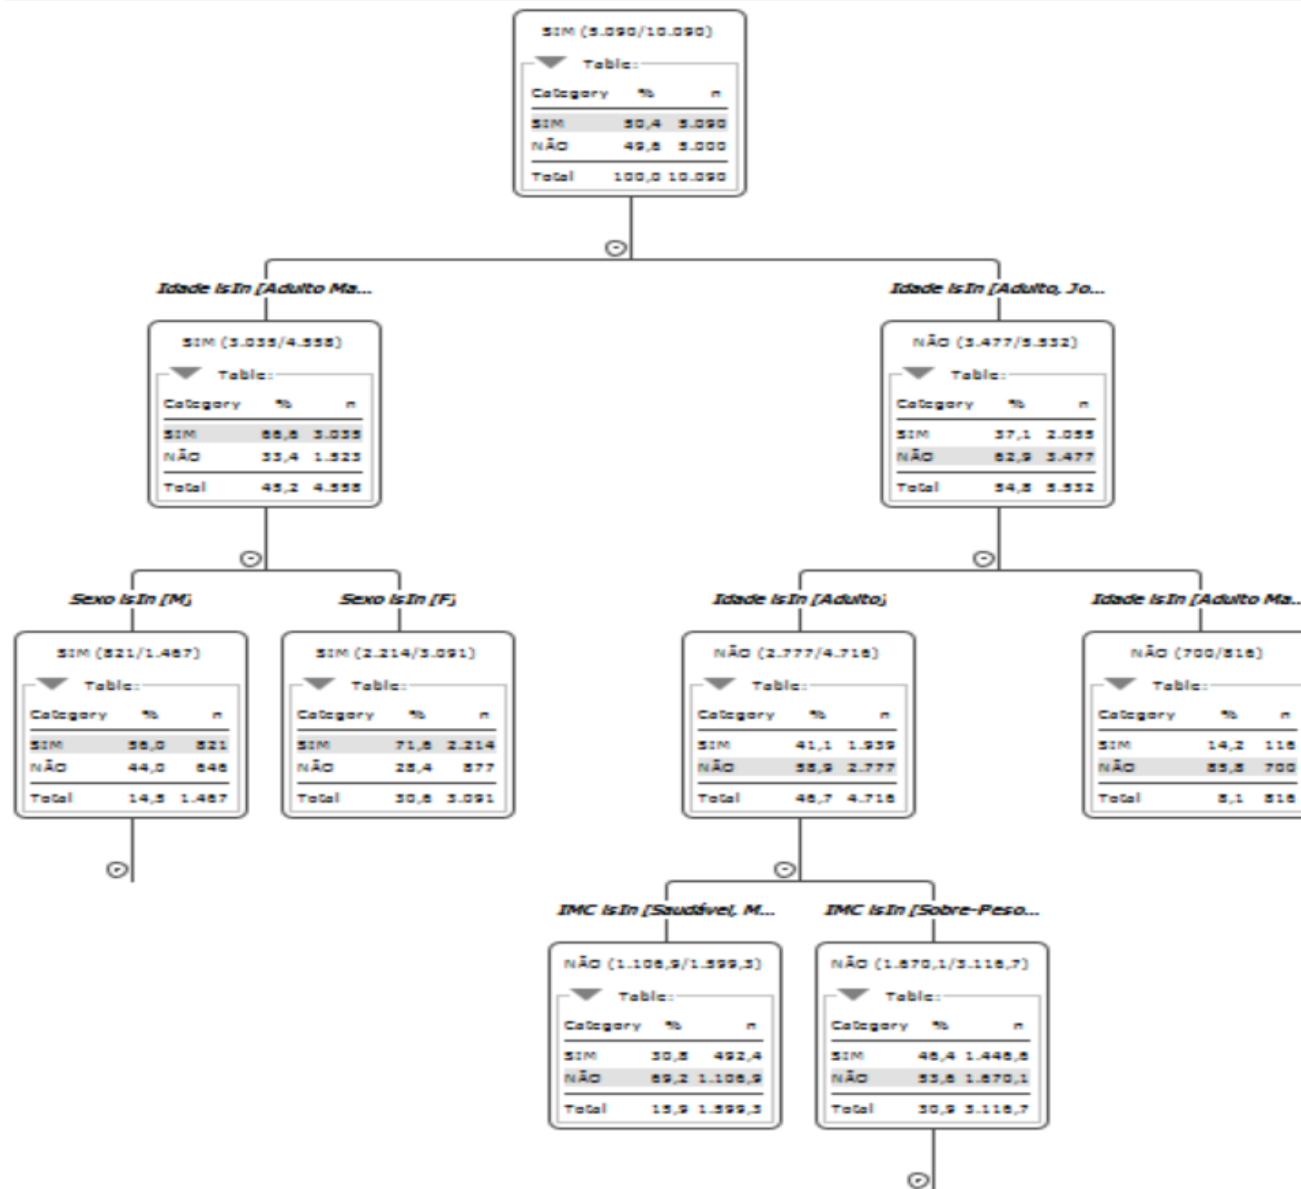 SIM (5.090/10.090)
Table:
Category % n
SIM 50,4 5.090
NÃO 49,6 5.000
Total 100,0 10.090
Idade IsIn [Adulto Ma...
Idade IsIn [Adulto, Jo...
SIM (3.035/4.558)
Table:
Category % n
SIM 66,6 3.035
NÃO 33,4 1.523
Total 45,2 4.558
NÃO (3.477/5.532)
Table:
Category % n
SIM 37,1 2.055
NÃO 62,9 3.477
Total 54,8 5.532
Sexo IsIn [M]
Sexo IsIn [F]
Idade IsIn [Adulto]
Idade IsIn [Adulto Ma...
SIM (821/1.467)
Table:
Category % n
SIM 56,0 821
NÃO 44,0 646
Total 14,5 1.467
SIM (2.214/3.091)
Table:
Category % n
SIM 71,6 2.214
NÃO 28,4 877
Total 30,6 3.091
NÃO (2.777/4.716)
Table:
Category % n
SIM 41,1 1.939
NÃO 58,9 2.777
Total 46,7 4.716
NÃO (700/816)
Table:
Category % n
SIM 14,2 116
NÃO 85,8 700
Total 8,1 816
IMC IsIn [Saudável, M...
IMC IsIn [Sobre-Peso...
NÃO (1.106,9/1.599,3)
Table:
Category % n
SIM 30,8 492,4
NÃO 69,2 1.106,9
Total 15,9 1.599,3
NÃO (1.670,1/3.116,7)
Table:
Category % n
SIM 46,4 1.446,6
NÃO 53,6 1.670,1
Total 30,9 3.116,7